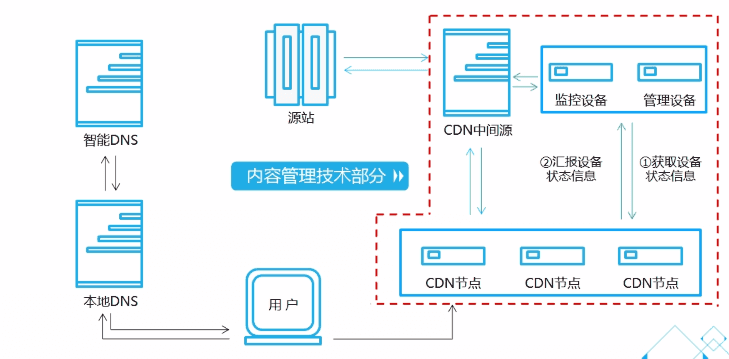 智能DNS
本地DNS
源站
内容管理技术部分
用户
CDN中间源
监控设备
管理设备
②汇报设备
状态信息
①获取设备
状态信息
CDN节点
CDN节点
CDN节点